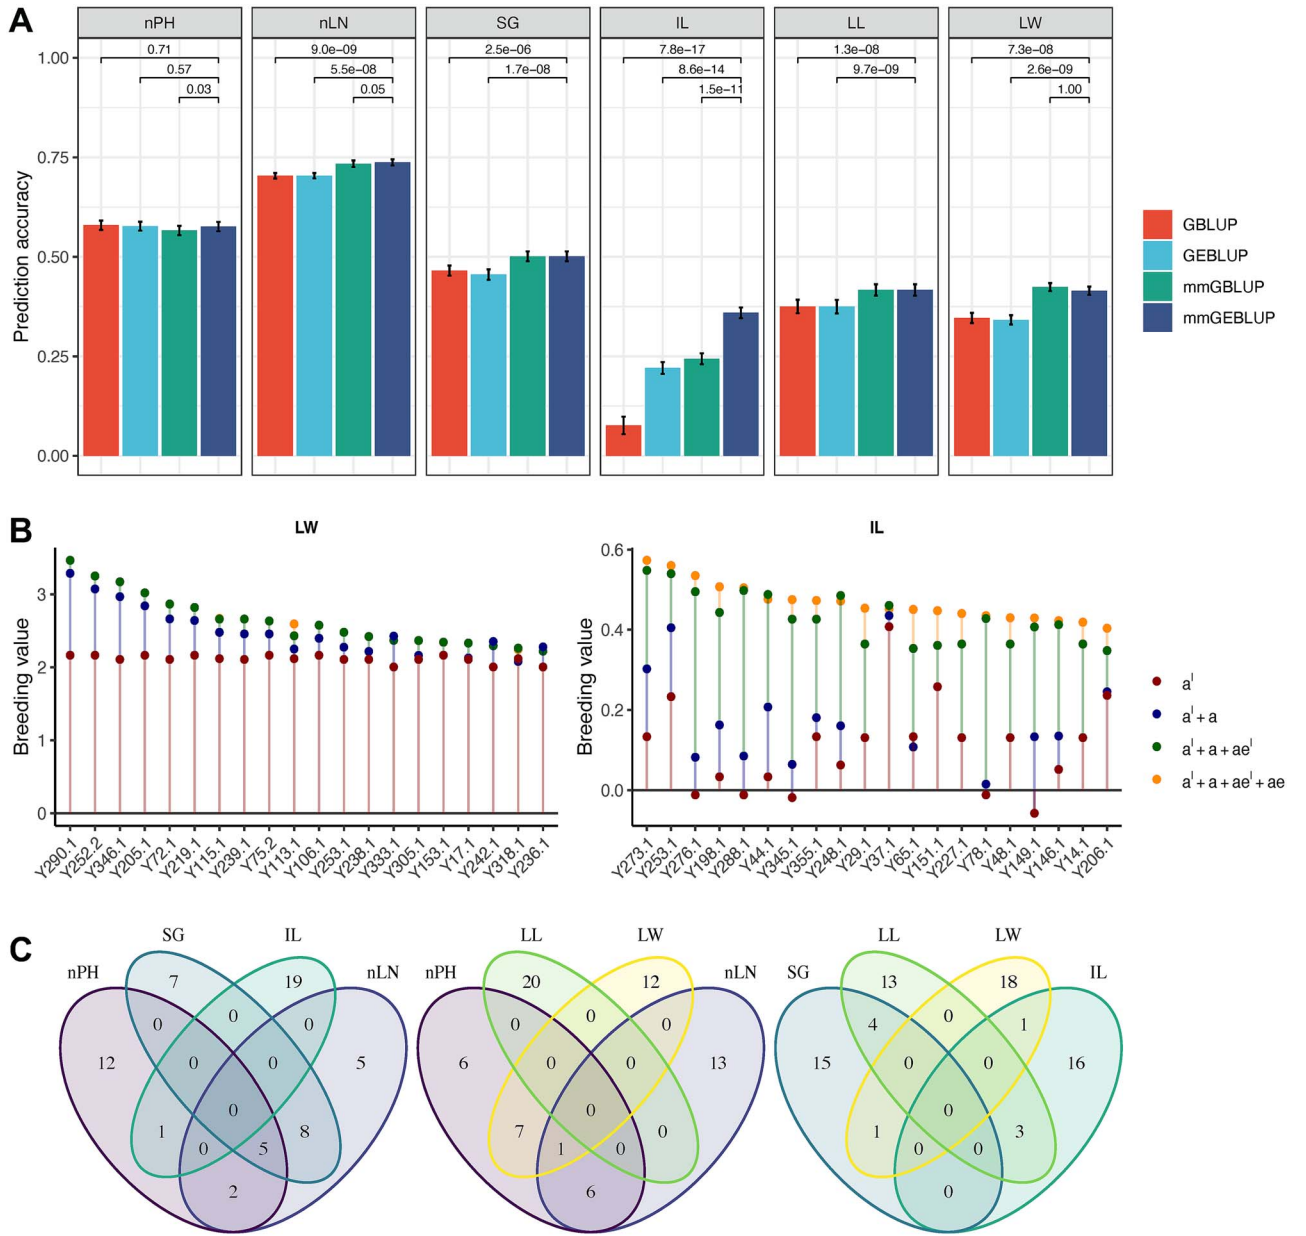 A
nPH nLN SG IL LL LW
0.71 9.0e−09 2.5e−06 7.8e−17 1.3e−08 7.3e−08
0.57 5.5e−08 1.7e−08 8.6e−14 9.7e−09 2.6e−09
0.03 0.05 1.5e−11 1.00
1.00
0.75
0.50
0.25
0.00
Prediction accuracy
GBLUP
GEBLUP
mmGBLUP
mmGEBLUP
B
LW
3
2
1
0
Breeding value
Y290.1 Y252.2 Y346.1 Y205.1 Y72.1 Y219.1 Y115.1 Y239.1 Y75.2 Y113.1 Y106.1 Y253.1 Y238.1 Y333.1 Y305.1 Y153.1 Y17.1 Y242.1 Y318.1 Y236.1
IL
0.6
0.4
0.2
0.0
Breeding value
Y273.1 Y253.1 Y276.1 Y198.1 Y288.1 Y44.1 Y345.1 Y355.1 Y248.1 Y29.1 Y37.1 Y65.1 Y151.1 Y227.1 Y78.1 Y48.1 Y149.1 Y146.1 Y14.1 Y206.1
aᴵ
aᴵ + a
aᴵ + a + aeᴵ
aᴵ + a + aeᴵ + ae
C
SG IL
nPH nLN
7 19
0 0 0
12 0 0 5
0
1 0 5 8
2
LL LW
nPH nLN
20 12
0 0 0
6 0 0 13
0
7 1 0 0
6
LL LW
SG IL
13 18
4 0 1
15 0 0 16
0
1 0 0 3
0